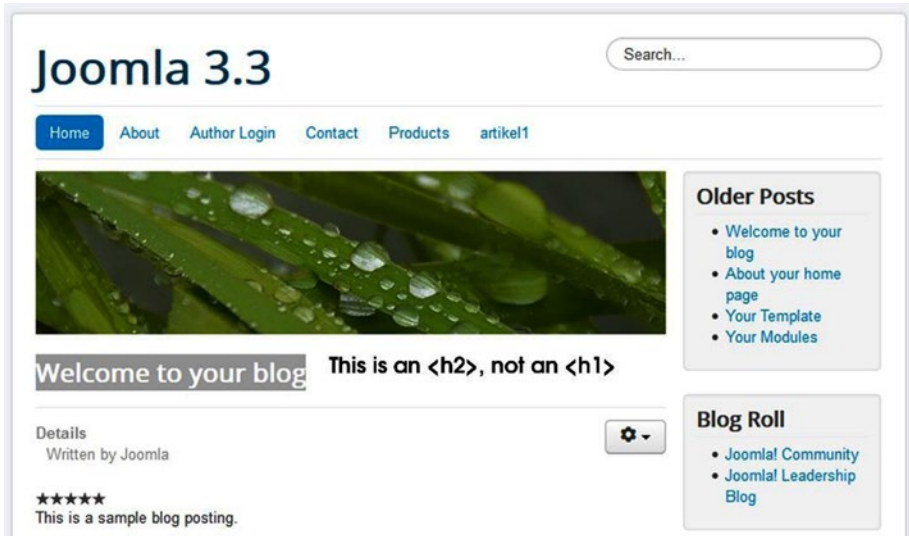 Joomla 3.3
Search...
Home About Author Login Contact Products artikel1
Welcome to your blog
This is an <h2>, not an <h1>
Details
Written by Joomla
★★★★★
This is a sample blog posting.
Older Posts
• Welcome to your
blog
• About your home
page
• Your Template
• Your Modules
Blog Roll
• Joomla! Community
• Joomla! Leadership
Blog